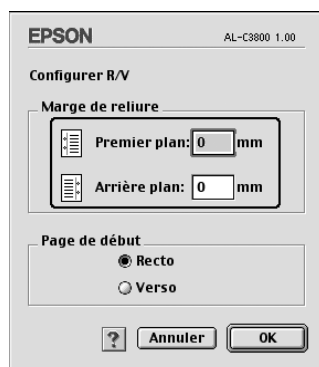 EPSON AL-C3800 1.00
Configurer R/V
Marge de reliure
Premier plan: 0 mm
Arrière plan: 0 mm
Page de début
Recto
Verso
? Annuler OK